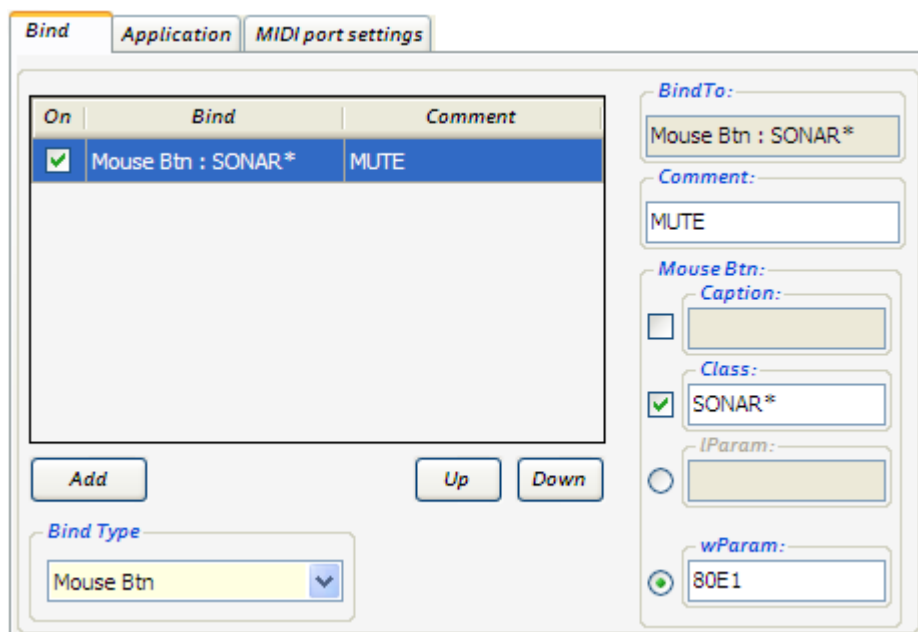 Bind Application MIDI port settings
On Bind Comment
Mouse Btn : SONAR* MUTE
Add Up Down
Bind Type
Mouse Btn
BindTo:
Mouse Btn : SONAR*
Comment:
MUTE
Mouse Btn:
Caption:
Class:
SONAR*
lParam:
wParam:
80E1